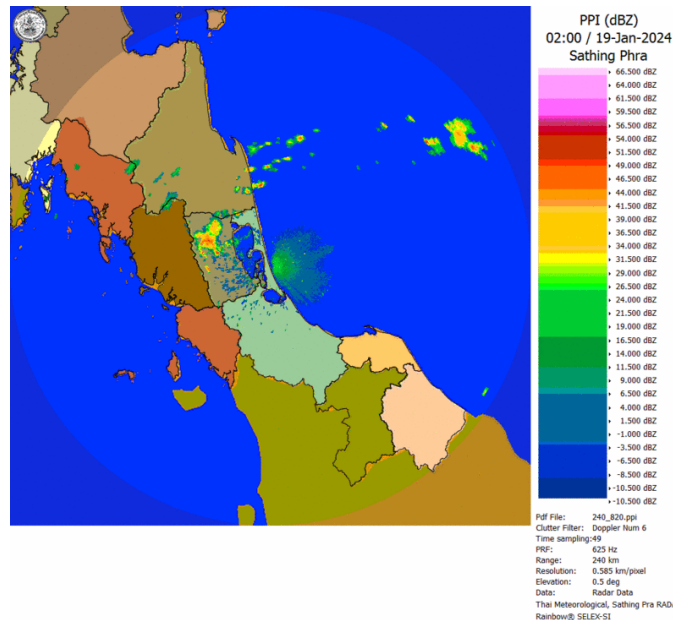 PPI (dBZ)
02:00 / 19-Jan-2024
Sathing Phra
66.500 dBZ
64.000 dBZ
61.500 dBZ
59.500 dBZ
56.500 dBZ
54.000 dBZ
51.500 dBZ
49.000 dBZ
46.500 dBZ
44.000 dBZ
41.500 dBZ
39.000 dBZ
36.500 dBZ
34.000 dBZ
31.500 dBZ
29.000 dBZ
26.500 dBZ
24.000 dBZ
19.000 dBZ
16.500 dBZ
14.000 dBZ
11.500 dBZ
9.000 dBZ
6.500 dBZ
4.000 dBZ
1.500 dBZ
-1.000 dBZ
-3.500 dBZ
-6.500 dBZ
-8.500 dBZ
-10.500 dBZ
-10.500 dBZ
Pdf File: 240_820.ppi
Clutter Filter: Doppler Num 6
Time sampling:49
PRF: 625 Hz
Range: 240 km
Resolution: 0.585 km/pixel
Elevation: 0.5 deg
Data: Radar Data
Thai Meteorological, Sathing Pra RADA
Rainbow® SELEX-SI